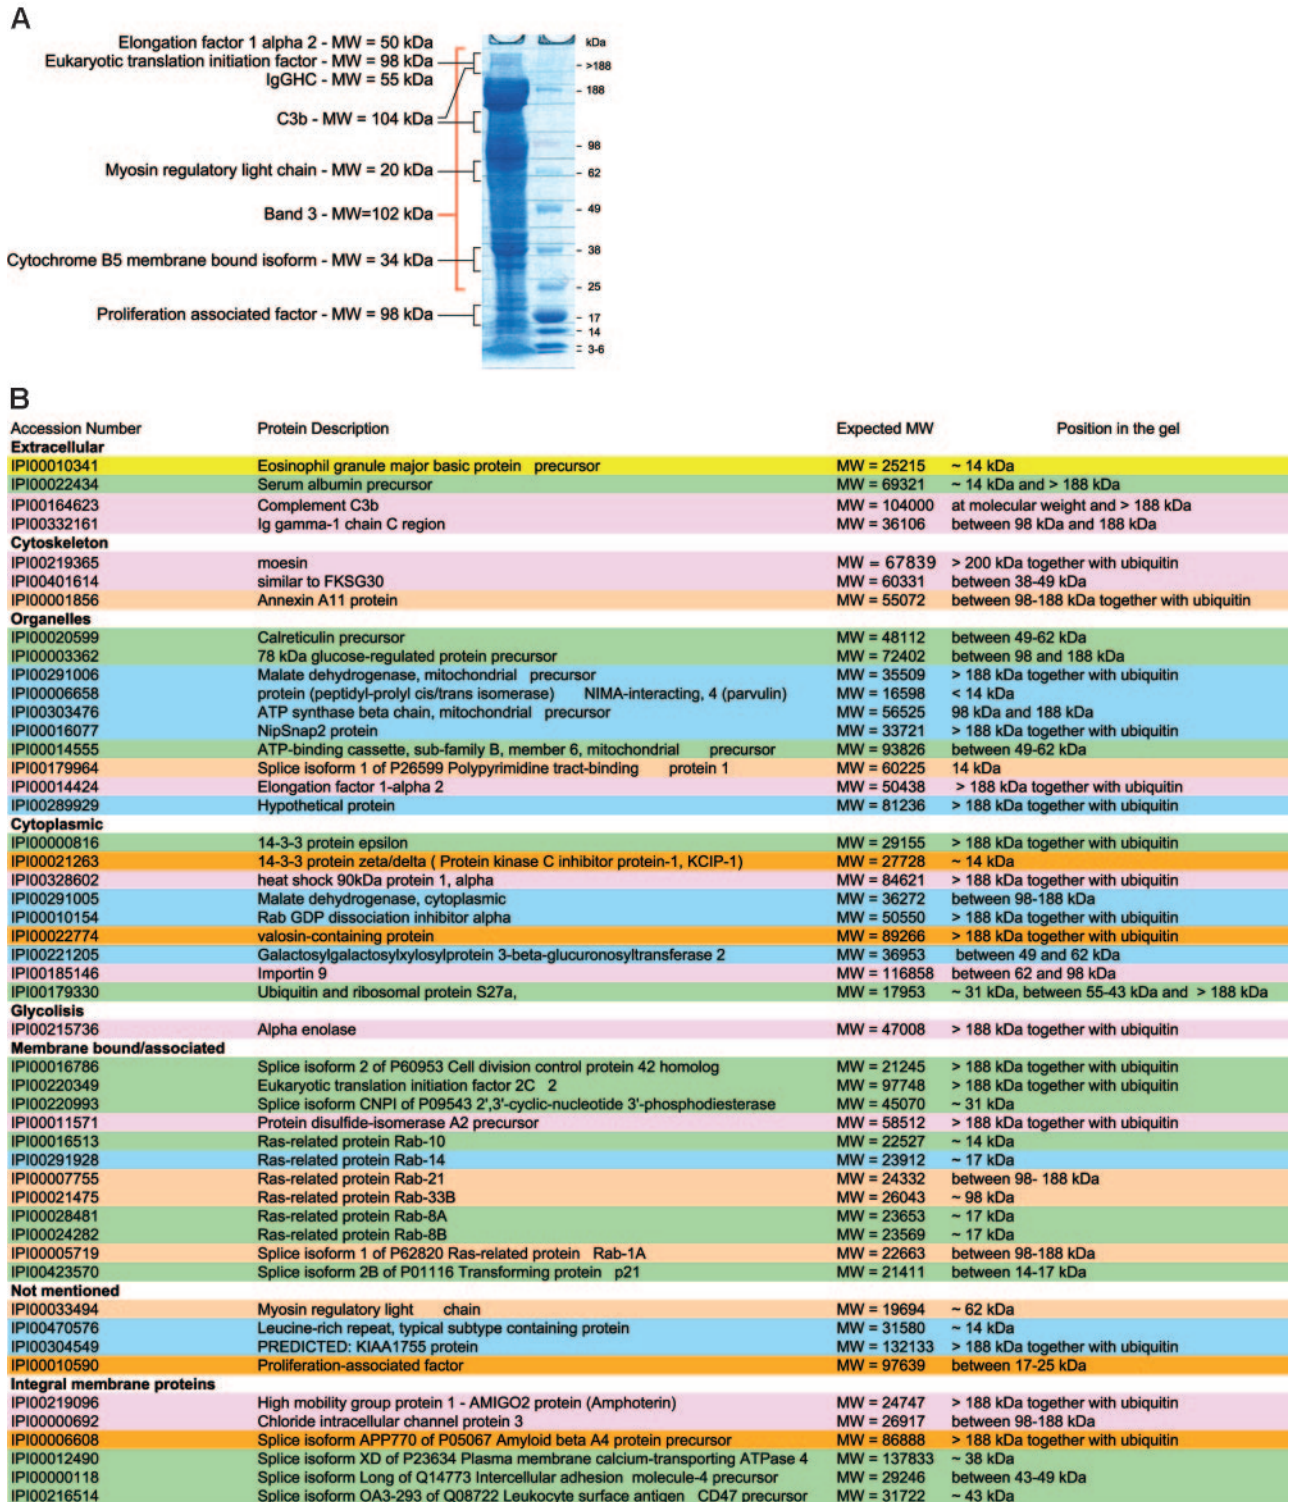 A
Elongation factor 1 alpha 2 - MW = 50 kDa
Eukaryotic translation initiation factor - MW = 98 kDa
IgGHC - MW = 55 kDa
C3b - MW = 104 kDa
Myosin regulatory light chain - MW = 20 kDa
Band 3 - MW=102 kDa
Cytochrome B5 membrane bound isoform - MW = 34 kDa
Proliferation associated factor - MW = 98 kDa
kDa
- >188
- 188
- 98
- 62
- 49
- 38
- 25
- 17
- 14
= 3-6
B
Accession Number Protein Description Expected MW Position in the gel
Extracellular
IPI00010341 Eosinophil granule major basic protein precursor MW = 25215 ~ 14 kDa
IPI00022434 Serum albumin precursor MW = 69321 ~ 14 kDa and > 188 kDa
IPI00164623 Complement C3b MW = 104000 at molecular weight and > 188 kDa
IPI00332161 Ig gamma-1 chain C region MW = 36106 between 98 kDa and 188 kDa
Cytoskeleton
IPI00219365 moesin MW = 67839 > 200 kDa together with ubiquitin
IPI00401614 similar to FKSG30 MW = 60331 between 38-49 kDa
IPI00001856 Annexin A11 protein MW = 55072 between 98-188 kDa together with ubiquitin
Organelles
IPI00020599 Calreticulin precursor MW = 48112 between 49-62 kDa
IPI00003362 78 kDa glucose-regulated protein precursor MW = 72402 between 98 and 188 kDa
IPI00291006 Malate dehydrogenase, mitochondrial precursor MW = 35509 > 188 kDa together with ubiquitin
IPI00006658 protein (peptidyl-prolyl cis/trans isomerase) NIMA-interacting, 4 (parvulin) MW = 16598 < 14 kDa
IPI00303476 ATP synthase beta chain, mitochondrial precursor MW = 56525 98 kDa and 188 kDa
IPI00016077 NipSnap2 protein MW = 33721 > 188 kDa together with ubiquitin
IPI00014555 ATP-binding cassette, sub-family B, member 6, mitochondrial precursor MW = 93826 between 49-62 kDa
IPI00179964 Splice isoform 1 of P26599 Polypyrimidine tract-binding protein 1 MW = 60225 14 kDa
IPI00014424 Elongation factor 1-alpha 2 MW = 50438 > 188 kDa together with ubiquitin
IPI00289929 Hypothetical protein MW = 81236 > 188 kDa together with ubiquitin
Cytoplasmic
IPI00000816 14-3-3 protein epsilon MW = 29155 > 188 kDa together with ubiquitin
IPI00021263 14-3-3 protein zeta/delta ( Protein kinase C inhibitor protein-1, KCIP-1) MW = 27728 ~ 14 kDa
IPI00328602 heat shock 90kDa protein 1, alpha MW = 84621 > 188 kDa together with ubiquitin
IPI00291005 Malate dehydrogenase, cytoplasmic MW = 36272 between 98-188 kDa
IPI00010154 Rab GDP dissociation inhibitor alpha MW = 50550 > 188 kDa together with ubiquitin
IPI00022774 valosin-containing protein MW = 89266 > 188 kDa together with ubiquitin
IPI00221205 Galactosylgalactosylxylosylprotein 3-beta-glucuronosyltransferase 2 MW = 36953 between 49 and 62 kDa
IPI00185146 Importin 9 MW = 116858 between 62 and 98 kDa
IPI00179330 Ubiquitin and ribosomal protein S27a, MW = 17953 ~ 31 kDa, between 55-43 kDa and > 188 kDa
Glycolisis
IPI00215736 Alpha enolase MW = 47008 > 188 kDa together with ubiquitin
Membrane bound/associated
IPI00016786 Splice isoform 2 of P60953 Cell division control protein 42 homolog MW = 21245 > 188 kDa together with ubiquitin
IPI00220349 Eukaryotic translation initiation factor 2C 2 MW = 97748 > 188 kDa together with ubiquitin
IPI00220993 Splice isoform CNPI of P09543 2',3'-cyclic-nucleotide 3'-phosphodiesterase MW = 45070 ~ 31 kDa
IPI00011571 Protein disulfide-isomerase A2 precursor MW = 58512 > 188 kDa together with ubiquitin
IPI00016513 Ras-related protein Rab-10 MW = 22527 ~ 14 kDa
IPI00291928 Ras-related protein Rab-14 MW = 23912 ~ 17 kDa
IPI00007755 Ras-related protein Rab-21 MW = 24332 between 98- 188 kDa
IPI00021475 Ras-related protein Rab-33B MW = 26043 ~ 98 kDa
IPI00028481 Ras-related protein Rab-8A MW = 23653 ~ 17 kDa
IPI00024282 Ras-related protein Rab-8B MW = 23569 ~ 17 kDa
IPI00005719 Splice isoform 1 of P62820 Ras-related protein Rab-1A MW = 22663 between 98-188 kDa
IPI00423570 Splice isoform 2B of P01116 Transforming protein p21 MW = 21411 between 14-17 kDa
Not mentioned
IPI00033494 Myosin regulatory light chain MW = 19694 ~ 62 kDa
IPI00470576 Leucine-rich repeat, typical subtype containing protein MW = 31580 ~ 14 kDa
IPI00304549 PREDICTED: KIAA1755 protein MW = 132133 > 188 kDa together with ubiquitin
IPI00010590 Proliferation-associated factor MW = 97639 between 17-25 kDa
Integral membrane proteins
IPI00219096 High mobility group protein 1 - AMIGO2 protein (Amphoterin) MW = 24747 > 188 kDa together with ubiquitin
IPI00000692 Chloride intracellular channel protein 3 MW = 26917 between 98-188 kDa
IPI00006608 Splice isoform APP770 of P05067 Amyloid beta A4 protein precursor MW = 86888 > 188 kDa together with ubiquitin
IPI00012490 Splice isoform XD of P23634 Plasma membrane calcium-transporting ATPase 4 MW = 137833 ~ 38 kDa
IPI00000118 Splice isoform Long of Q14773 Intercellular adhesion molecule-4 precursor MW = 29246 between 43-49 kDa
IPI00216514 Splice isoform OA3-293 of Q08722 Leukocyte surface antigen CD47 precursor MW = 31722 ~ 43 kDa